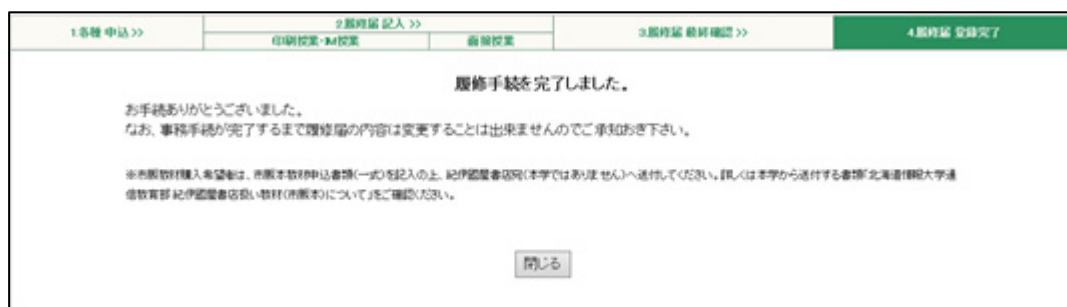 1.各種 申込 >>
2.履修届 記入 >>
印刷授業・IM授業
面接授業
3.履修届 最終確認 >>
4.履修届 登録完了
履修手続を完了しました。
お手続ありがとうございました。
なお、事務手続が完了するまで履修届の内容は変更することは出来ませんのでご承知おき下さい。
※市販教材購入希望者は、市販本教材申込書類(一式)を記入の上、紀伊國屋書店宛(本学ではありません)へ送付してください。詳しくは本学から送付する書類「北海道情報大学通
信教育部 紀伊國屋書店扱い教材(市販本)について」をご確認ください。
閉じる